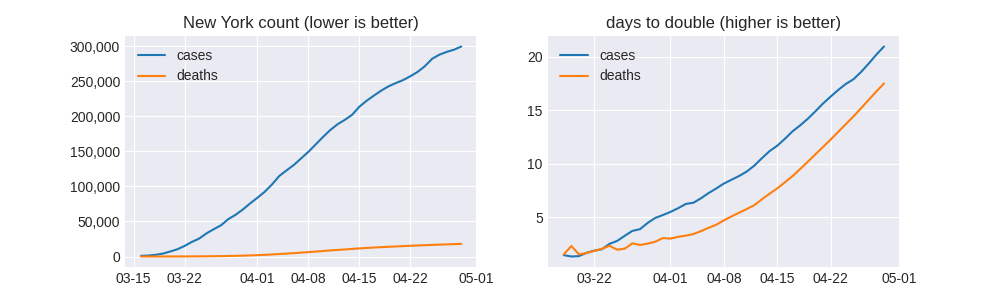 New York count (lower is better)
cases
deaths
300,000
250,000
200,000
150,000
100,000
50,000
0
03-15 03-22 04-01 04-08 04-15 04-22 05-01
days to double (higher is better)
cases
deaths
20
15
10
5
03-22 04-01 04-08 04-15 04-22 05-01